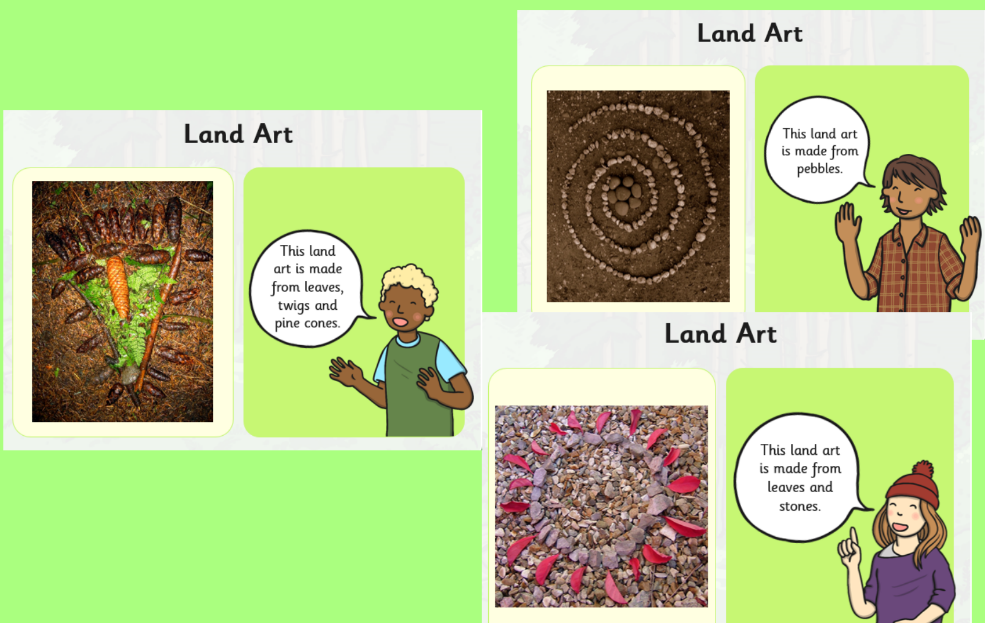 Land Art
This land
art is made
from leaves,
twigs and
pine cones.
Land Art
This land art
is made from
pebbles.
Land Art
This land art
is made from
leaves and
stones.